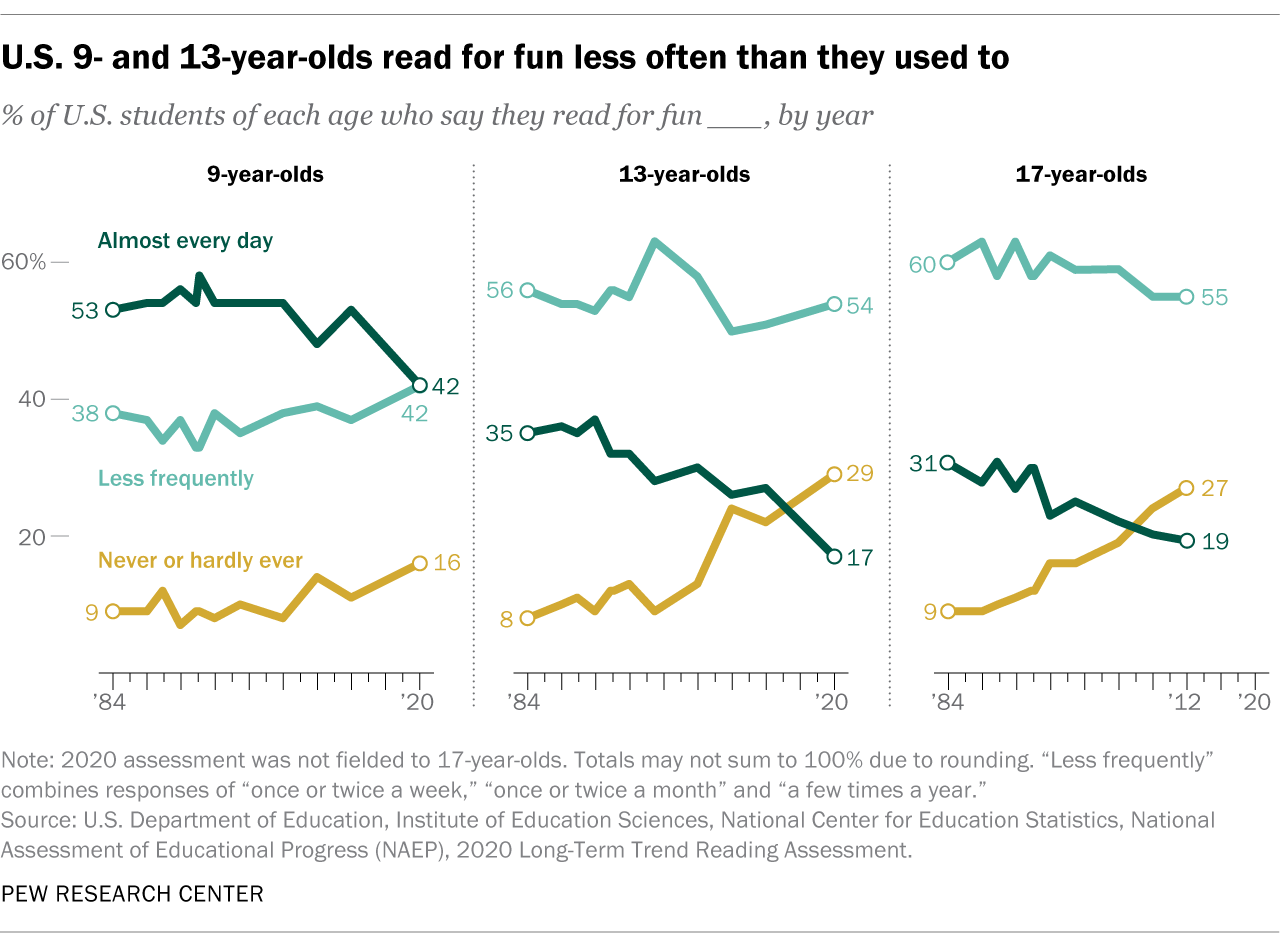 U.S. 9- and 13-year-olds read for fun less often than they used to
% of U.S. students of each age who say they read for fun ___, by year
9-year-olds
Almost every day
60%
53
40
38
42
42
Less frequently
20
Never or hardly ever
16
9
’84
’20
13-year-olds
56
54
35
29
17
8
’84
’20
17-year-olds
60
55
31
27
19
9
’84
’12
’20
Note: 2020 assessment was not fielded to 17-year-olds. Totals may not sum to 100% due to rounding. “Less frequently”
combines responses of “once or twice a week,” “once or twice a month” and “a few times a year.”
Source: U.S. Department of Education, Institute of Education Sciences, National Center for Education Statistics, National
Assessment of Educational Progress (NAEP), 2020 Long-Term Trend Reading Assessment.
PEW RESEARCH CENTER